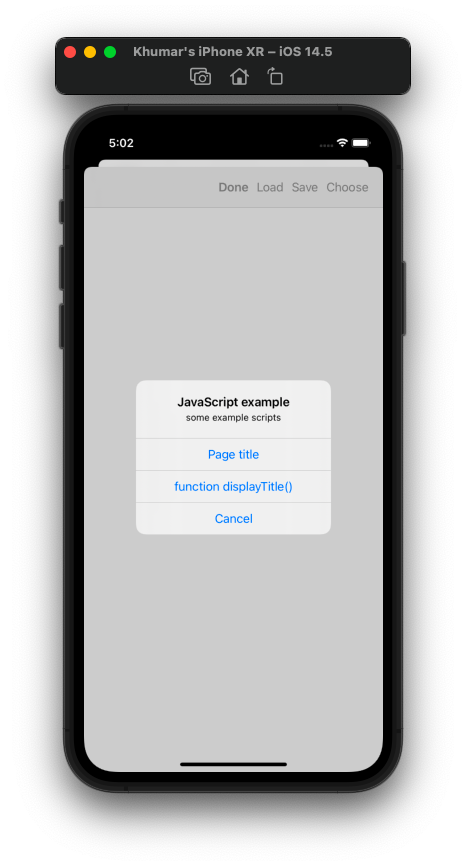 Khumar's iPhone XR – iOS 14.5
5:02
Done Load Save Choose
JavaScript example
some example scripts
Page title
function displayTitle()
Cancel